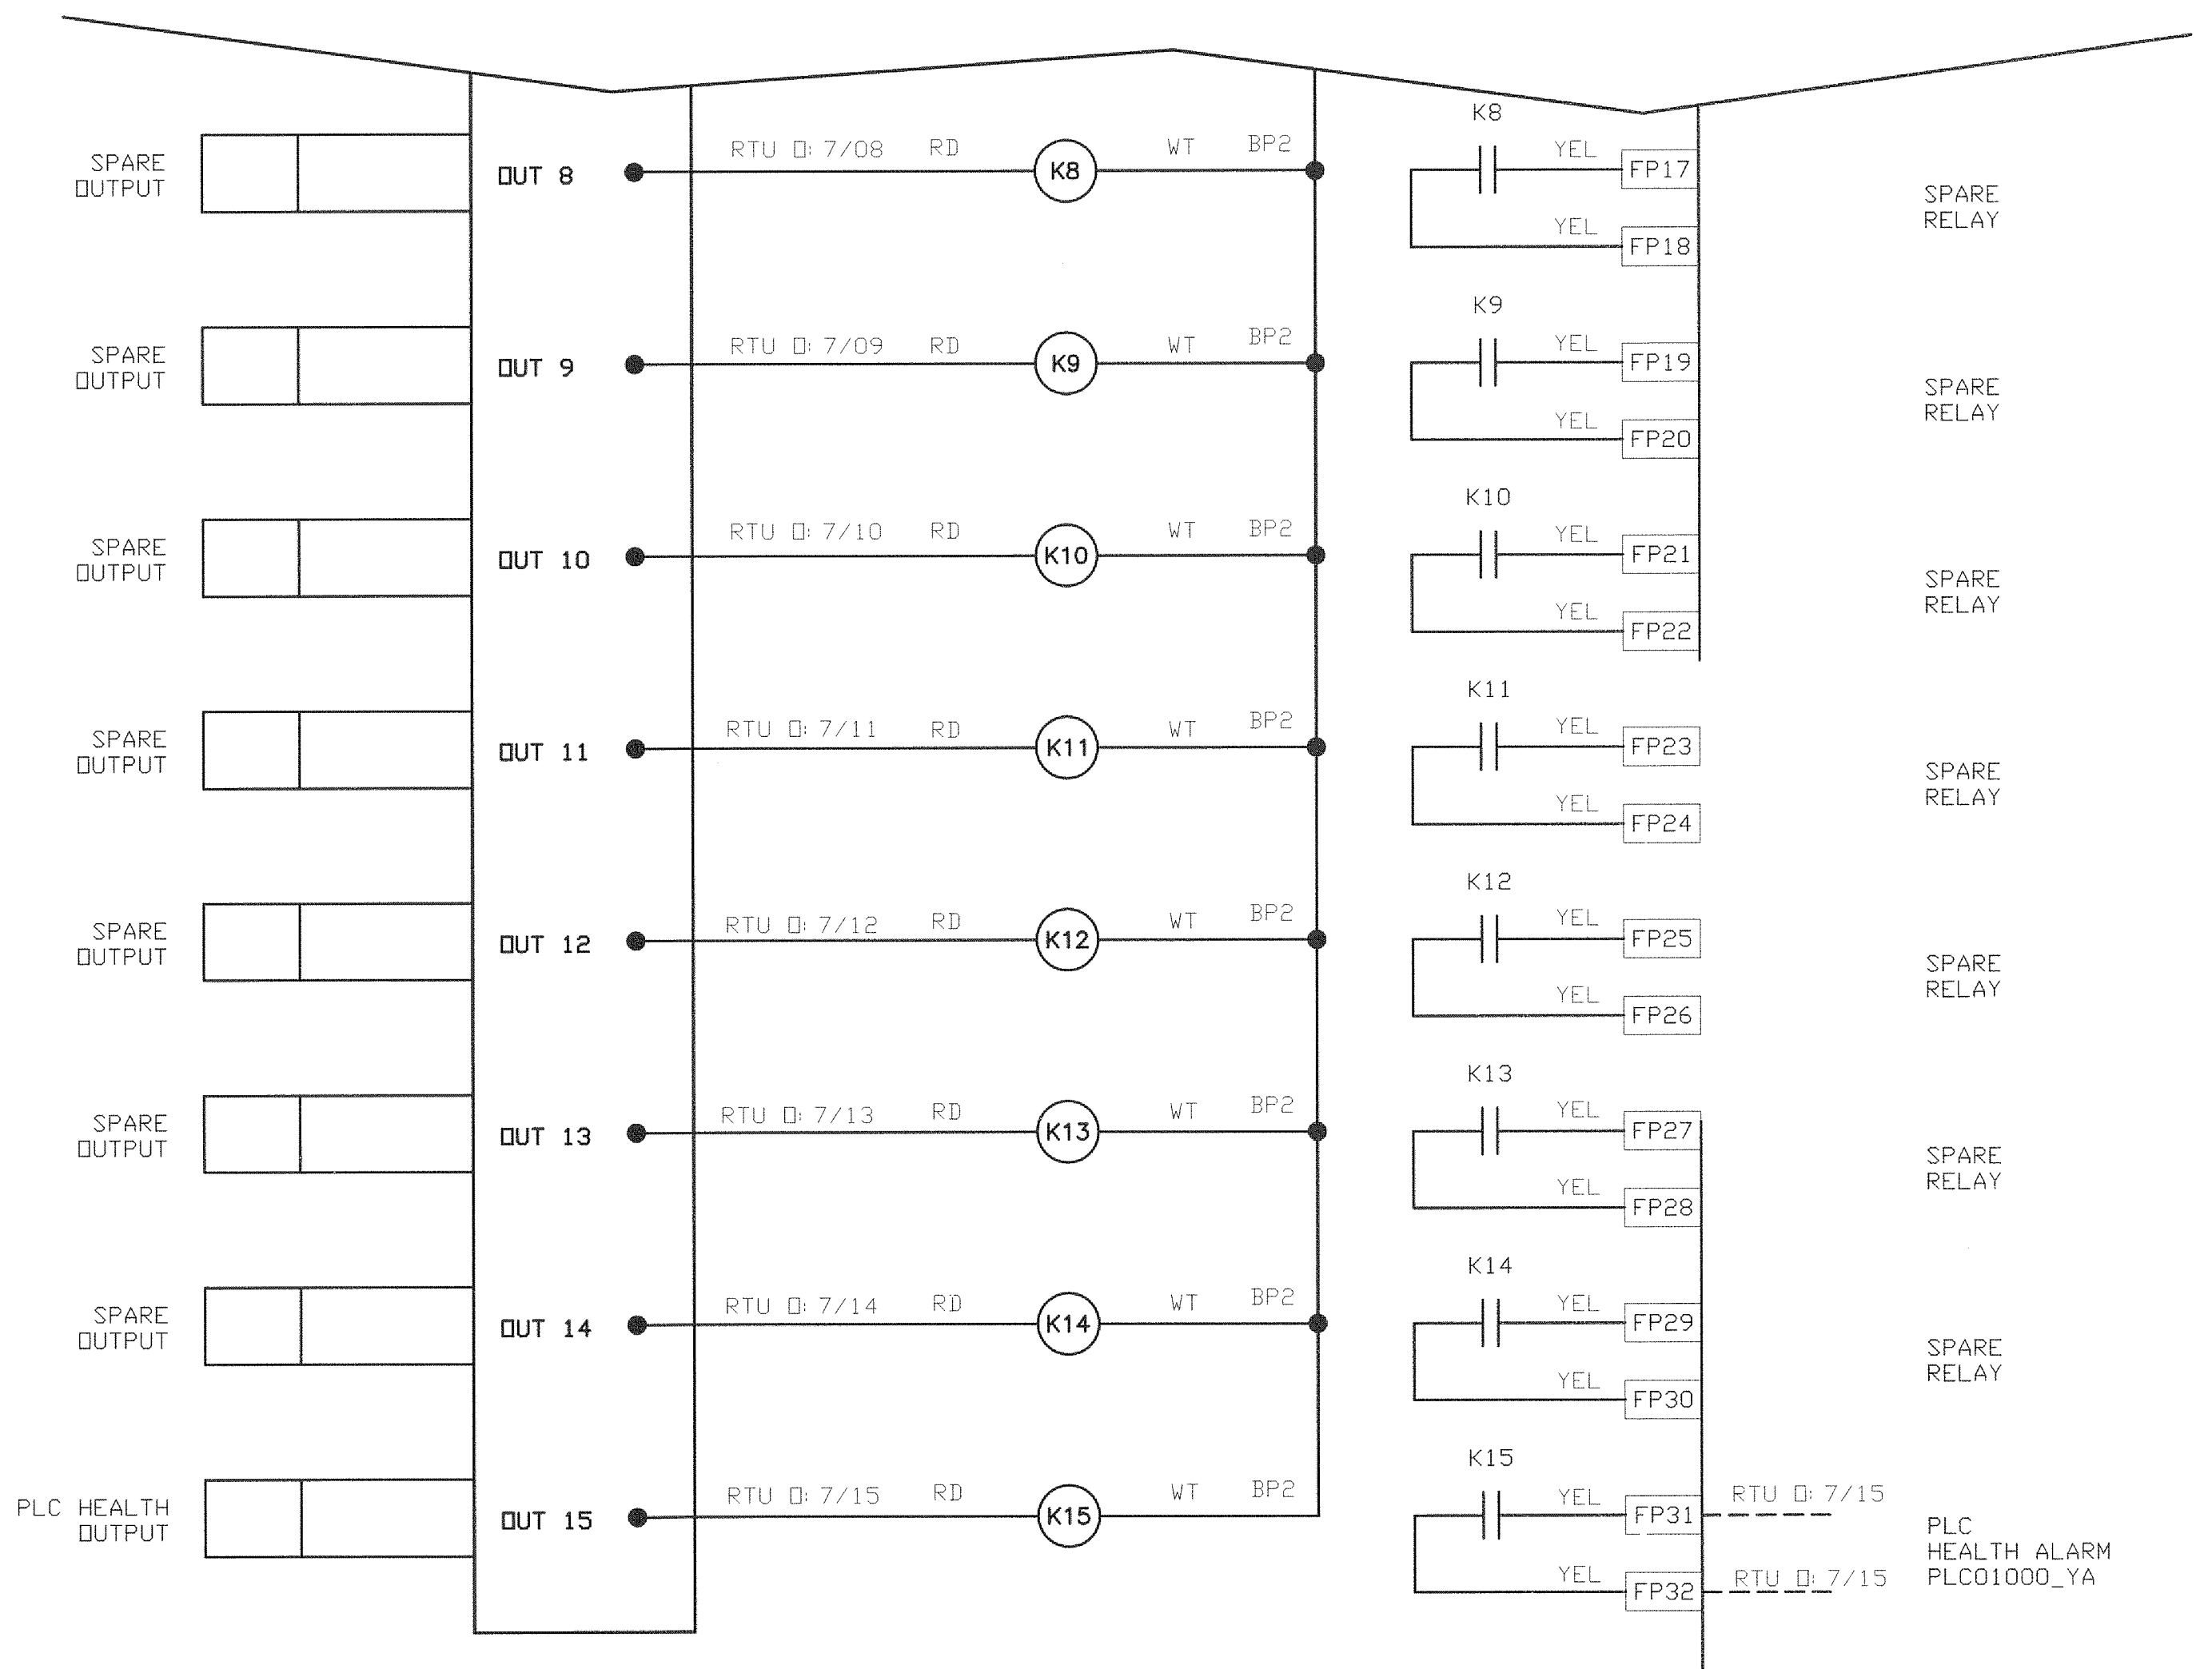 K8
SPARE
OUTPUT
OUT 8
RTU O: 7/08
RD
K8
WT
BP2
YEL
FP17
YEL
FP18
SPARE
RELAY
K9
SPARE
OUTPUT
OUT 9
RTU O: 7/09
RD
K9
WT
BP2
YEL
FP19
YEL
FP20
SPARE
RELAY
K10
SPARE
OUTPUT
OUT 10
RTU O: 7/10
RD
K10
WT
BP2
YEL
FP21
YEL
FP22
SPARE
RELAY
K11
SPARE
OUTPUT
OUT 11
RTU O: 7/11
RD
K11
WT
BP2
YEL
FP23
YEL
FP24
SPARE
RELAY
K12
SPARE
OUTPUT
OUT 12
RTU O: 7/12
RD
K12
WT
BP2
YEL
FP25
YEL
FP26
SPARE
RELAY
K13
SPARE
OUTPUT
OUT 13
RTU O: 7/13
RD
K13
WT
BP2
YEL
FP27
YEL
FP28
SPARE
RELAY
K14
SPARE
OUTPUT
OUT 14
RTU O: 7/14
RD
K14
WT
BP2
YEL
FP29
YEL
FP30
SPARE
RELAY
K15
PLC HEALTH
OUTPUT
OUT 15
RTU O: 7/15
RD
K15
WT
BP2
YEL
FP31
RTU O: 7/15
YEL
FP32
RTU O: 7/15
PLC
HEALTH ALARM
PLC01000_YA